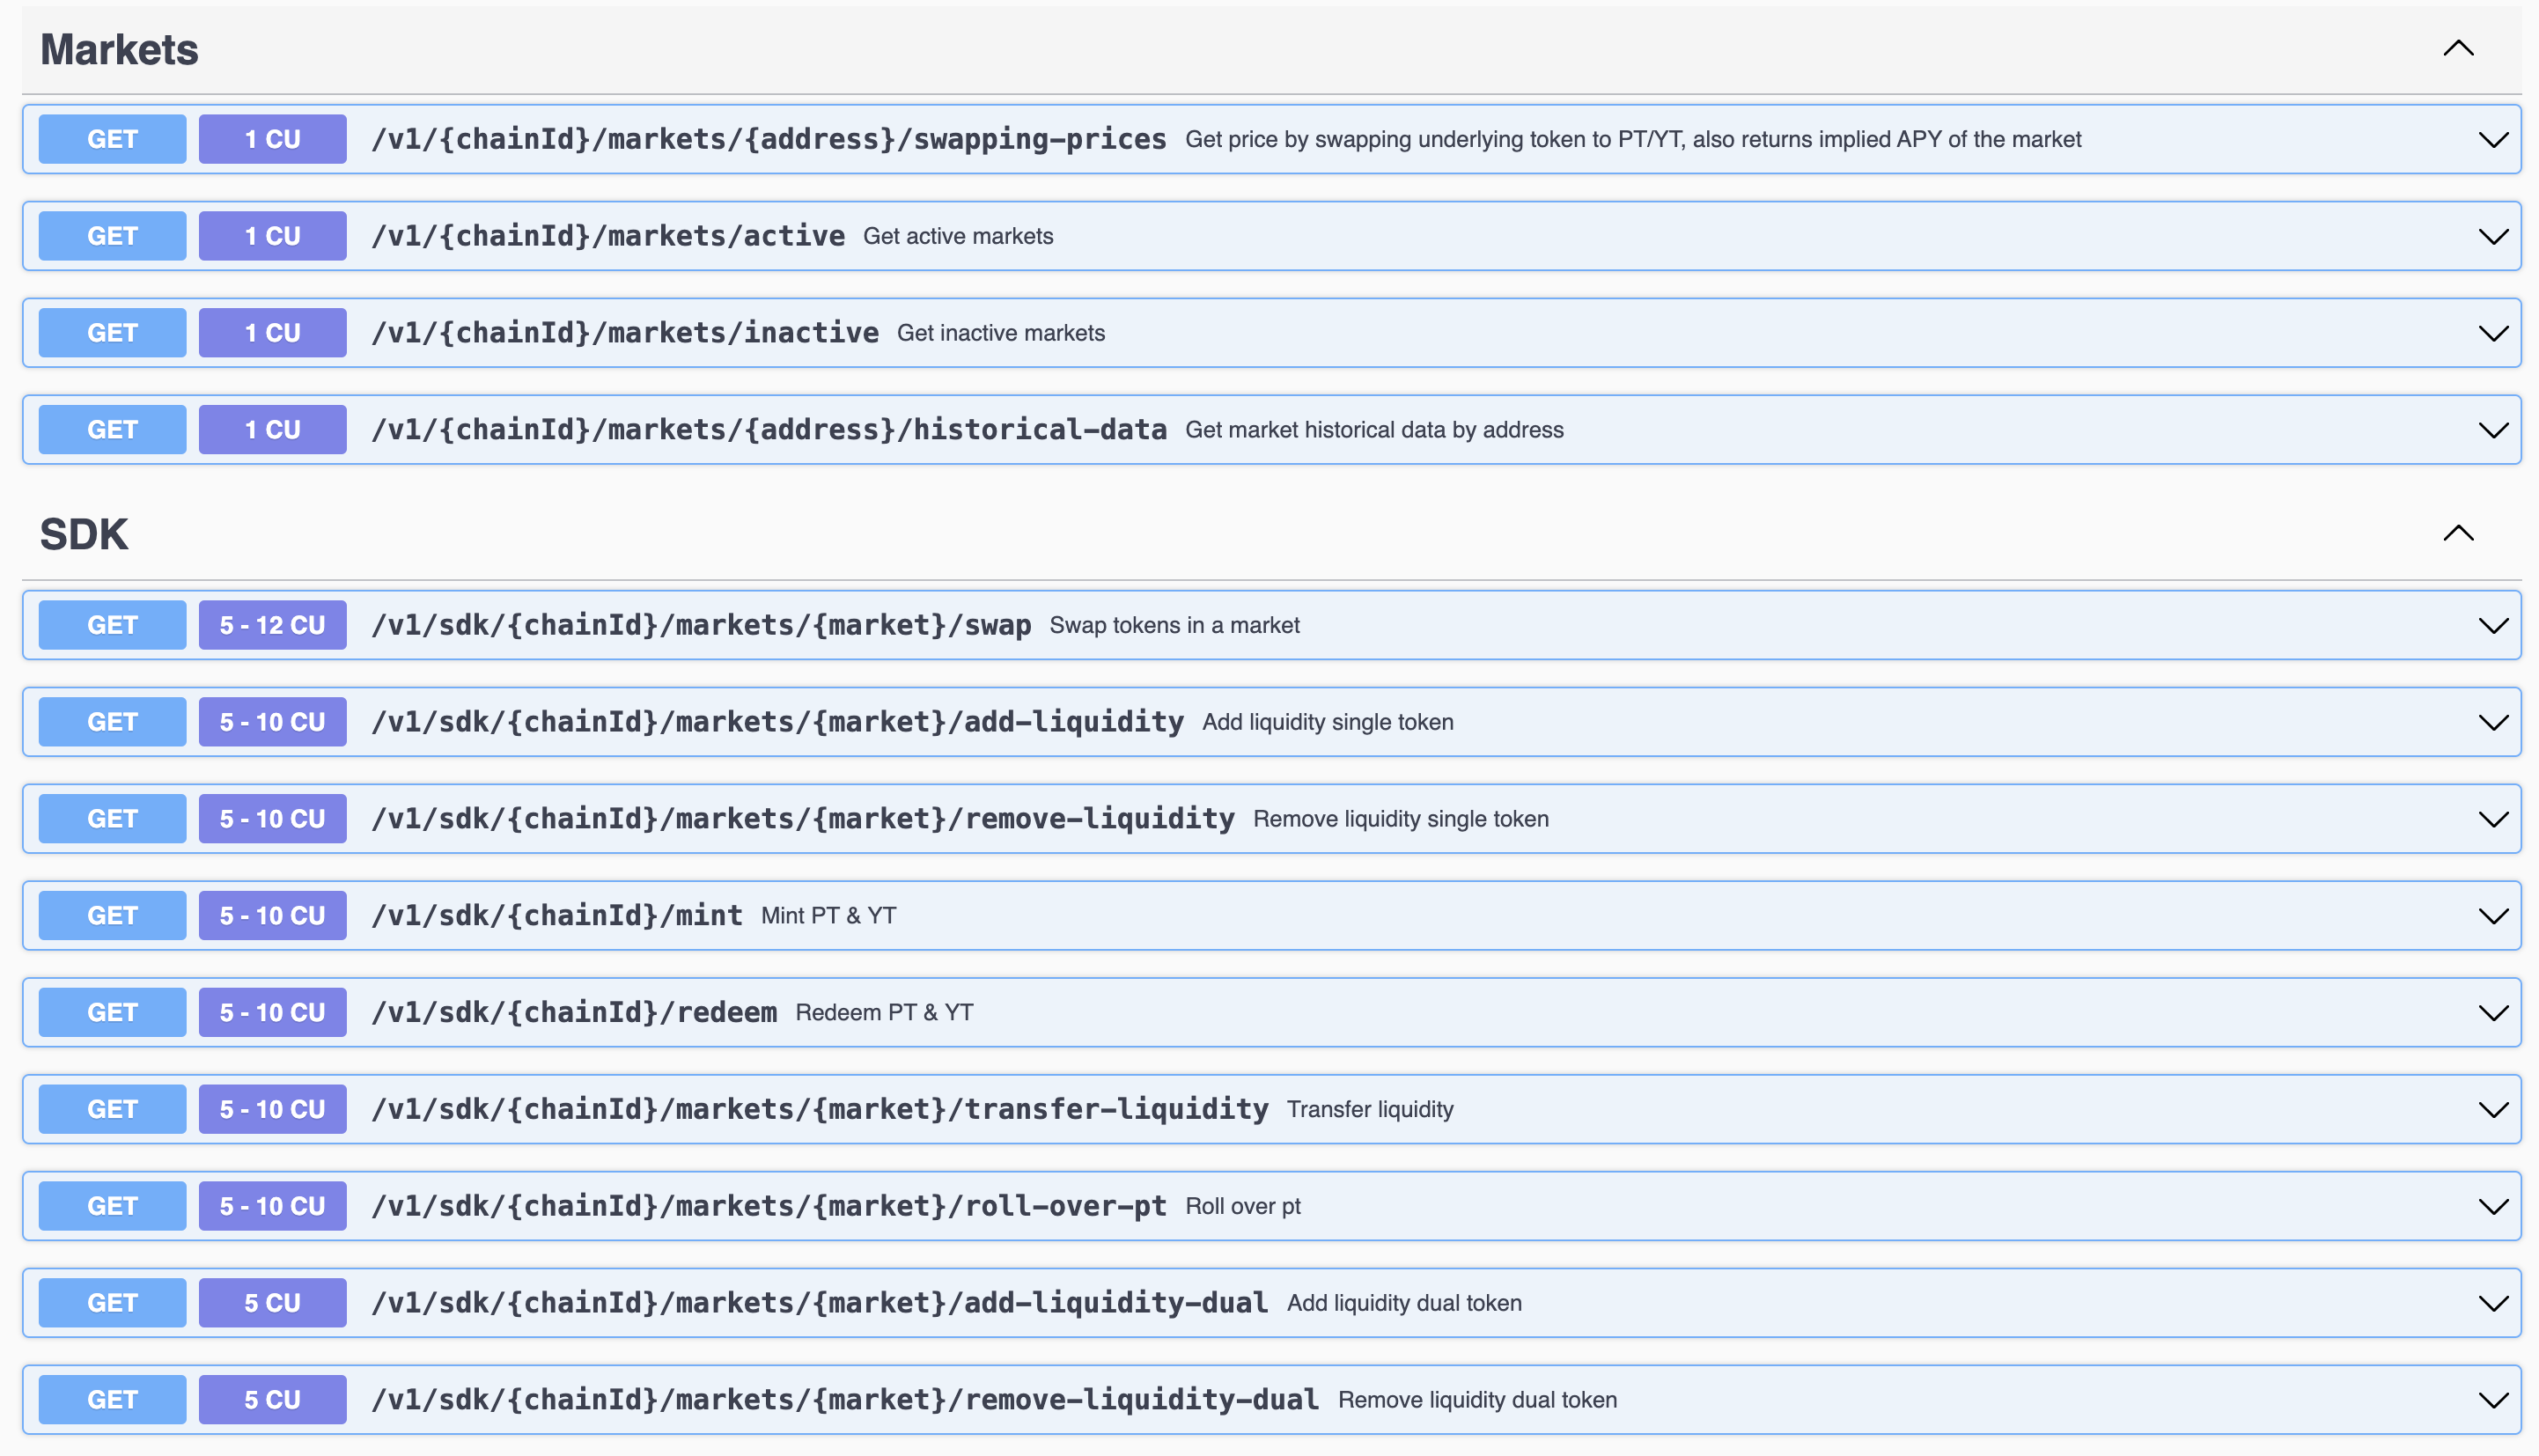 Markets
GET 1 CU /v1/{chainId}/markets/{address}/swapping-prices Get price by swapping underlying token to PT/YT, also returns implied APY of the market
GET 1 CU /v1/{chainId}/markets/active Get active markets
GET 1 CU /v1/{chainId}/markets/inactive Get inactive markets
GET 1 CU /v1/{chainId}/markets/{address}/historical-data Get market historical data by address
SDK
GET 5 - 12 CU /v1/sdk/{chainId}/markets/{market}/swap Swap tokens in a market
GET 5 - 10 CU /v1/sdk/{chainId}/markets/{market}/add-liquidity Add liquidity single token
GET 5 - 10 CU /v1/sdk/{chainId}/markets/{market}/remove-liquidity Remove liquidity single token
GET 5 - 10 CU /v1/sdk/{chainId}/mint Mint PT & YT
GET 5 - 10 CU /v1/sdk/{chainId}/redeem Redeem PT & YT
GET 5 - 10 CU /v1/sdk/{chainId}/markets/{market}/transfer-liquidity Transfer liquidity
GET 5 - 10 CU /v1/sdk/{chainId}/markets/{market}/roll-over-pt Roll over pt
GET 5 CU /v1/sdk/{chainId}/markets/{market}/add-liquidity-dual Add liquidity dual token
GET 5 CU /v1/sdk/{chainId}/markets/{market}/remove-liquidity-dual Remove liquidity dual token